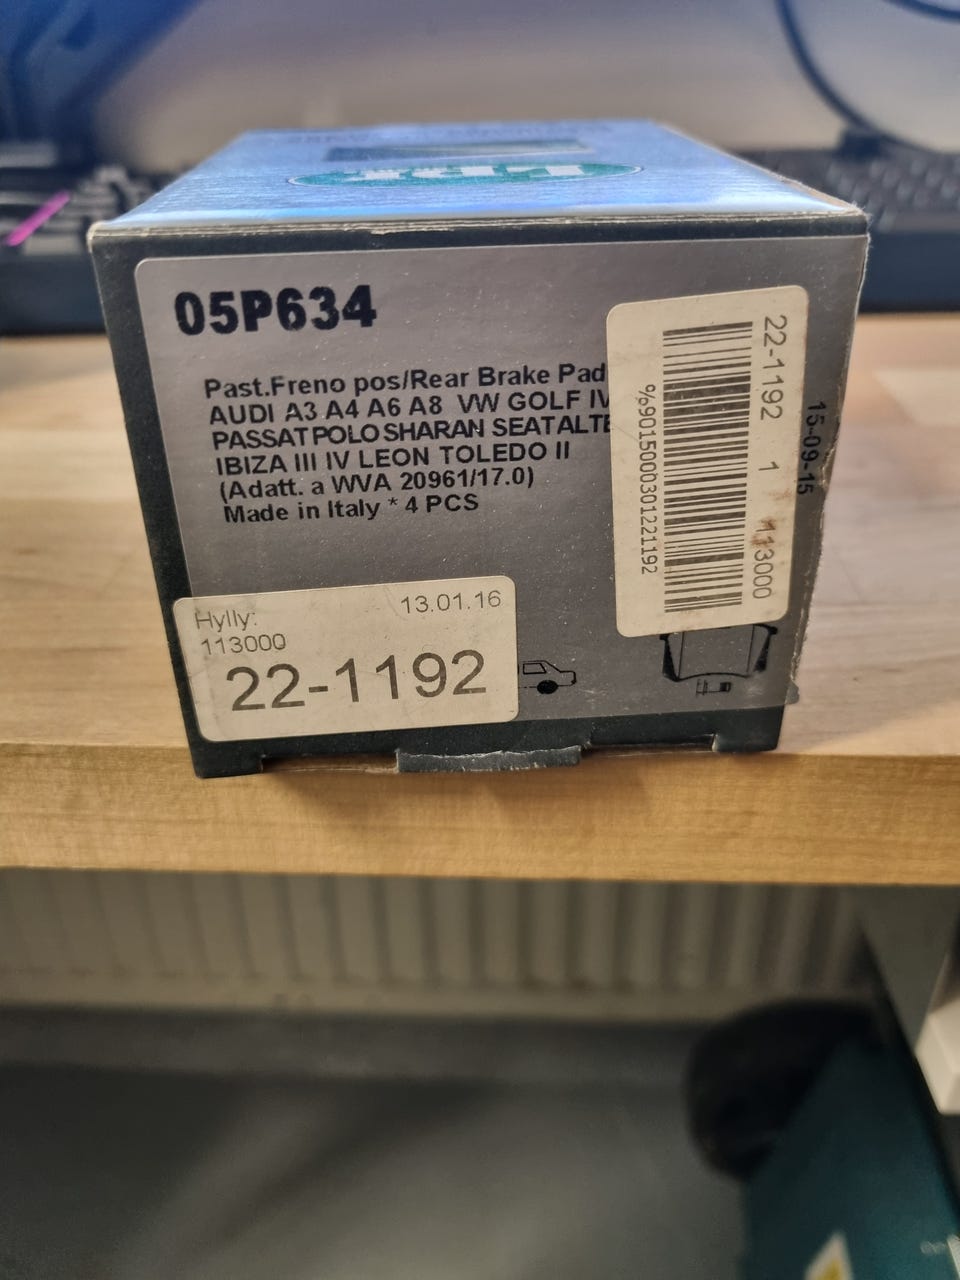 05P634
Past.Freno pos/Rear Brake Pad
AUDI A3 A4 A6 A8 VW GOLF IV
PASSAT POLO SHARAN SEAT ALTE
IBIZA III IV LEON TOLEDO II
(Adatt. a WVA 20961/17.0)
Made in Italy * 4 PCS
22-1192 1 113000
%9015000301221192
15-09-15
Hylly:
113000
13.01.16
22-1192